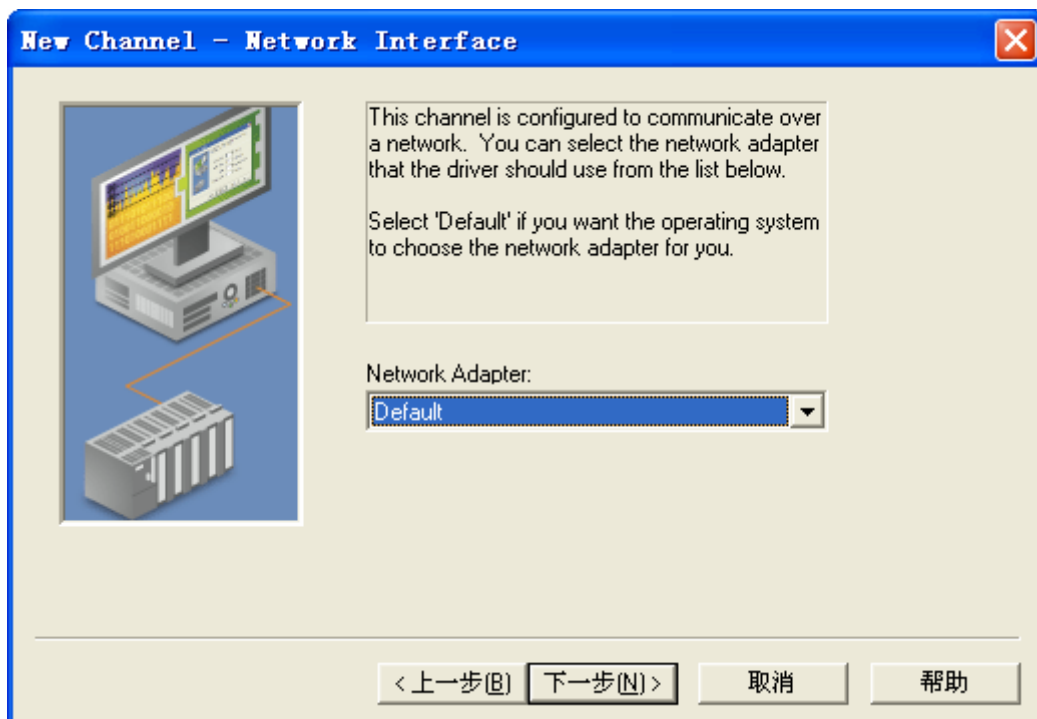 New Channel - Network Interface
This channel is configured to communicate over
a network. You can select the network adapter
that the driver should use from the list below.
Select 'Default' if you want the operating system
to choose the network adapter for you.
Network Adapter:
Default
<上一步(B) 下一步(N)> 取消 帮助